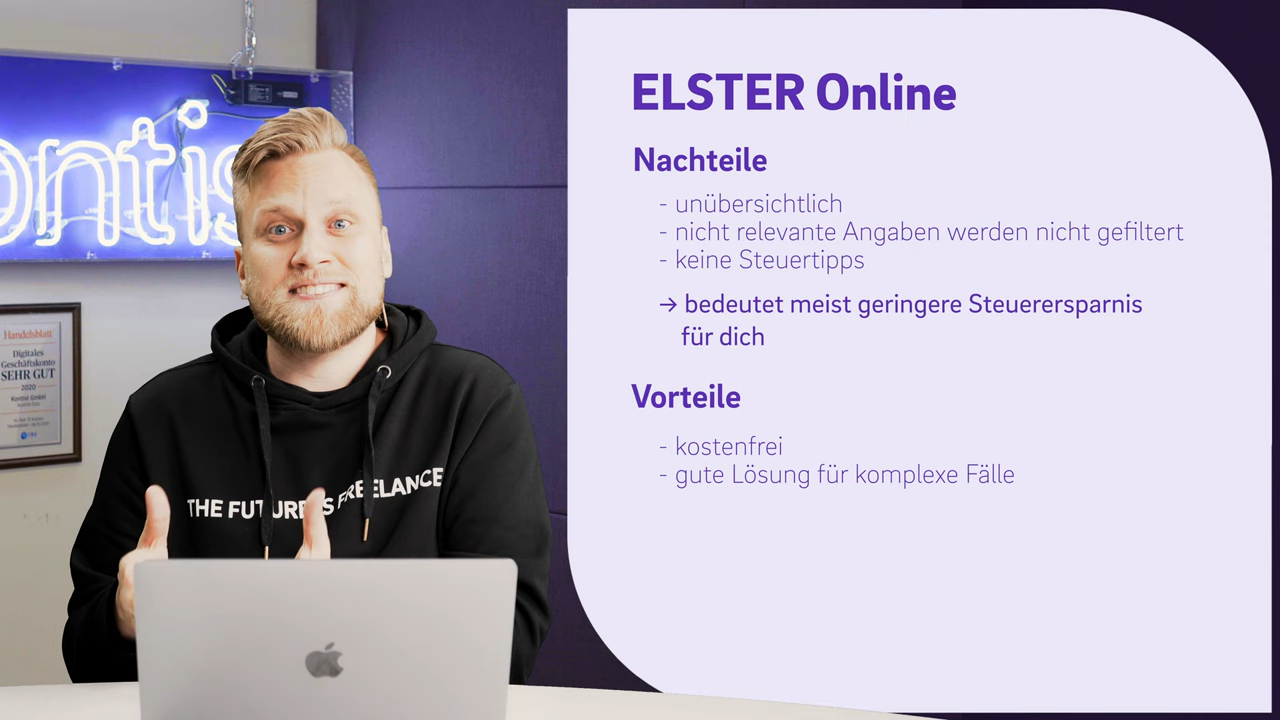 ontis
Handelsblatt
Digitales
Geschäftskonto
SEHR GUT
2020
Kontist GmbH
THE FUTURE IS FREELANCE
ELSTER Online
Nachteile
- unübersichtlich
- nicht relevante Angaben werden nicht gefiltert
- keine Steuertipps
→ bedeutet meist geringere Steuerersparnis
für dich
Vorteile
- kostenfrei
- gute Lösung für komplexe Fälle